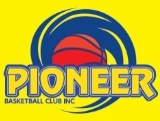 PIONEER
BASKETBALL CLUB INC